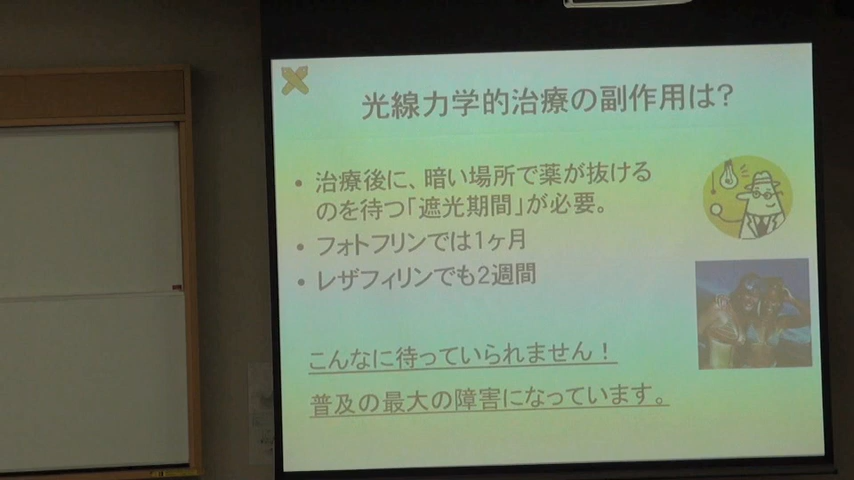 光線力学的治療の副作用は?
• 治療後に、暗い場所で薬が抜ける
のを待つ「遮光期間」が必要。
• フォトフリンでは1ヶ月
• レザフィリンでも2週間
こんなに待っていられません!
普及の最大の障害になっています。